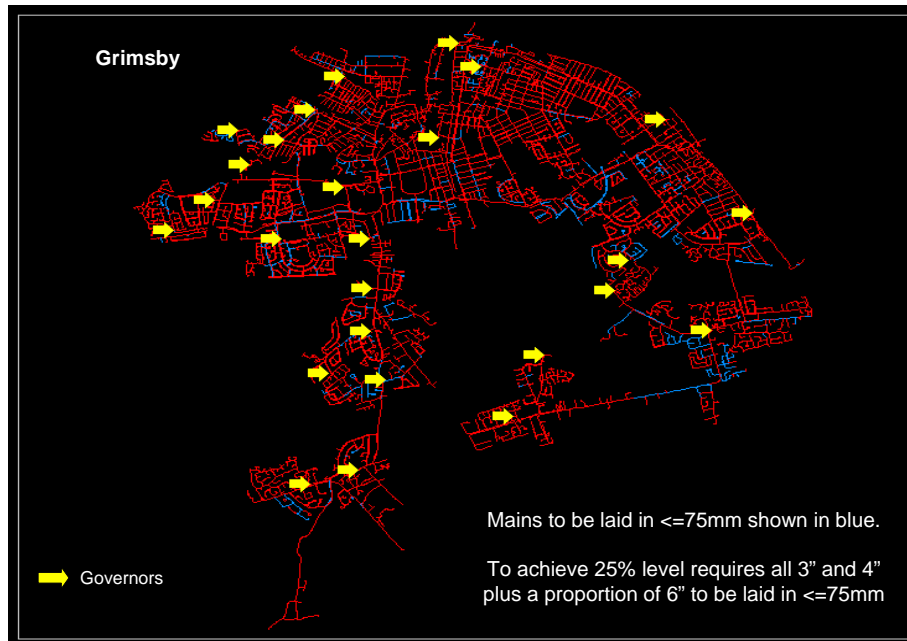 Grimsby
Mains to be laid in <=75mm shown in blue.
To achieve 25% level requires all 3” and 4”
plus a proportion of 6” to be laid in <=75mm
Governors